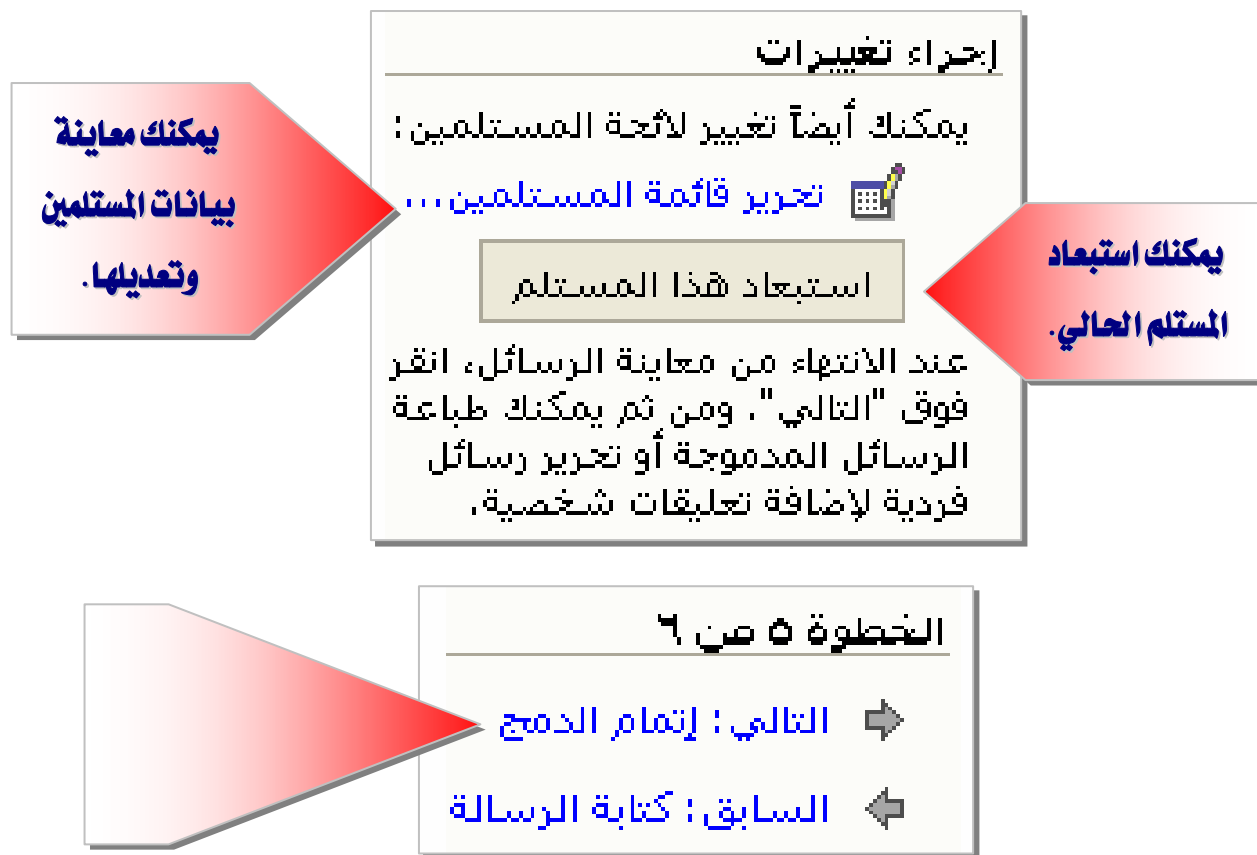 إجراء تغييرات
يمكنك أيضاً تغيير لائحة المستلمين:
تحرير قائمة المستلمين...
استبعاد هذا المستلم
عند الانتهاء من معاينة الرسائل، انقر
فوق "التالي". ومن ثم يمكنك طباعة
الرسائل المدموجة أو تحرير رسائل
فردية لإضافة تعليقات شخصية.
يمكنك معاينة
بيانات المستلمين
وتعديلها.
يمكنك استبعاد
المستلم الحالي.
الخطوة ٥ من ٦
التالي: إتمام الدمج
السابق: كتابة الرسالة